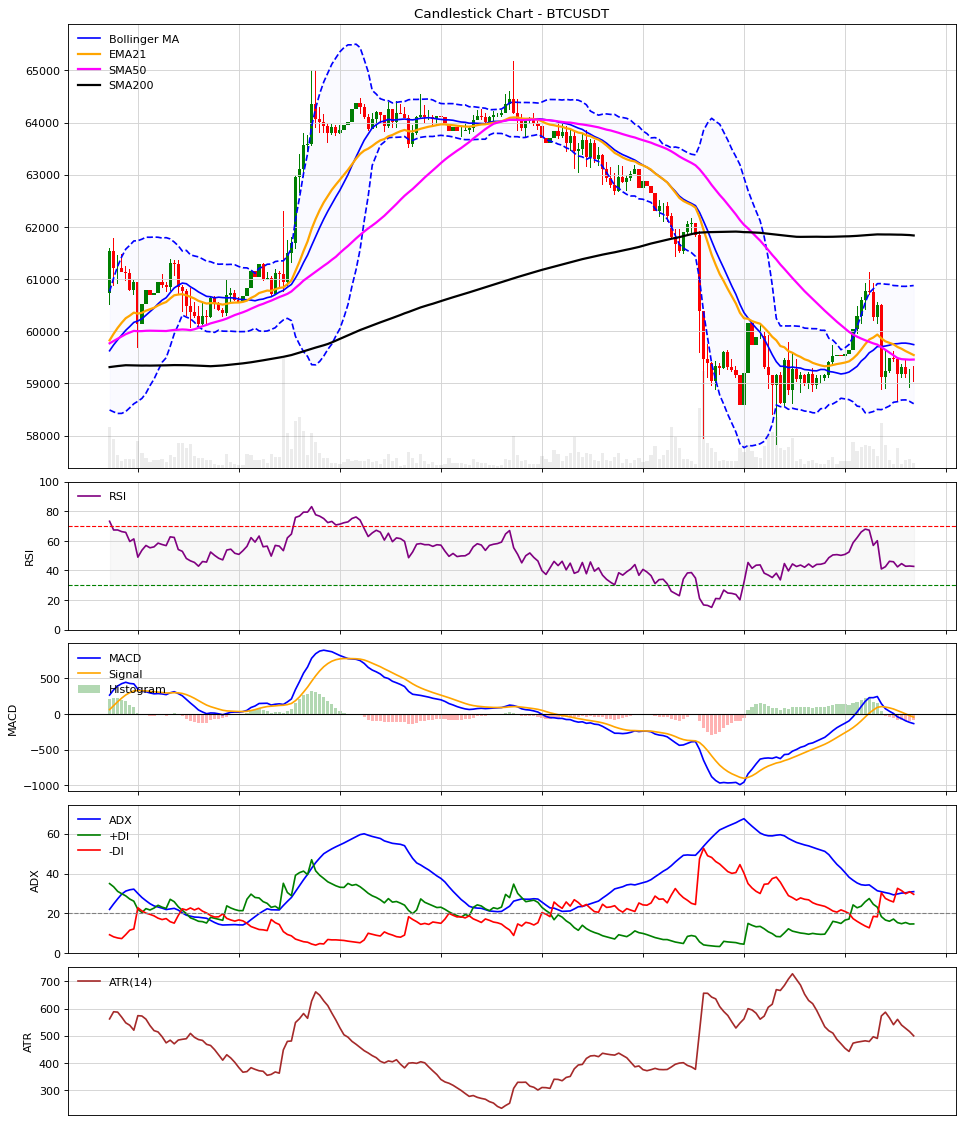 Candlestick Chart - BTCUSDT
Bollinger MA
EMA21
SMA50
SMA200
65000
64000
63000
62000
61000
60000
59000
58000
RSI
100
80
60
40
20
0
RSI
MACD
Signal
Histogram
500
0
−500
−1000
MACD
ADX
+DI
-DI
60
40
20
0
ADX
ATR(14)
700
600
500
400
300
ATR